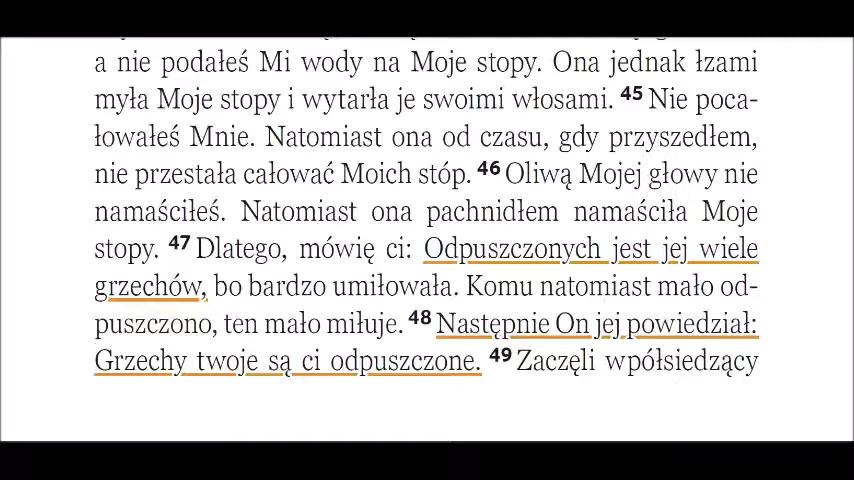 a nie podałeś Mi wody na Moje stopy. Ona jednak łzami
myła Moje stopy i wytarła je swoimi włosami. 45 Nie poca-
łowałeś Mnie. Natomiast ona od czasu, gdy przyszedłem,
nie przestała całować Moich stóp. 46 Oliwą Mojej głowy nie
namaściłeś. Natomiast ona pachnidłem namaściła Moje
stopy. 47 Dlatego, mówię ci: Odpuszczonych jest jej wiele
grzechów, bo bardzo umiłowała. Komu natomiast mało od-
puszczono, ten mało miłuje. 48 Następnie On jej powiedział:
Grzechy twoje są ci odpuszczone. 49 Zaczęli wpółsiedzący